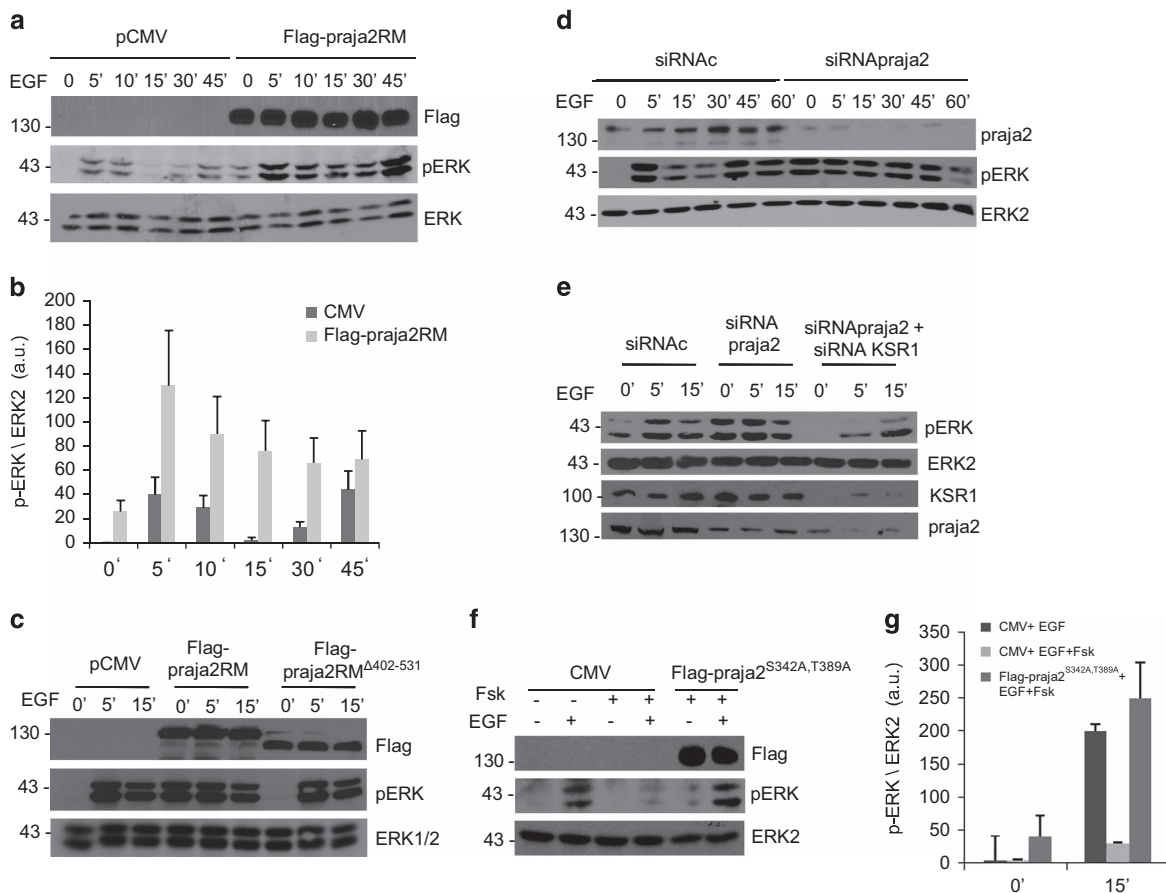 a
pCMV Flag-praja2RM
EGF 0 5’ 10’ 15’ 30’ 45’ 0 5’ 10’ 15’ 30’ 45’
130 - Flag
43 - pERK
43 - ERK
b
p-ERK \ ERK2 (a.u.)
200
180
160
140
120
100
80
60
40
20
0
CMV
Flag-praja2RM
0‘ 5‘ 10‘ 15‘ 30‘ 45‘
c
pCMV
Flag-
praja2RM
Flag-
praja2RMΔ402-531
EGF 0’ 5’ 15’ 0’ 5’ 15’ 0’ 5’ 15’
130 - Flag
43 - pERK
43 - ERK1/2
d
siRNAc siRNApraja2
EGF 0 5’ 15’ 30’ 45’ 60’ 0 5’ 15’ 30’ 45’ 60’
130 - praja2
43 - pERK
43 - ERK2
e
siRNAc
siRNA
praja2
siRNApraja2 +
siRNA KSR1
EGF 0’ 5’ 15’ 0’ 5’ 15’ 0’ 5’ 15’
43 - pERK
43 - ERK2
100 - KSR1
130 - praja2
f
CMV Flag-praja2S342A,T389A
Fsk - - + + + +
EGF - + - + - +
130 - Flag
43 - pERK
43 - ERK2
g
CMV+ EGF
CMV+ EGF+Fsk
Flag-praja2S342A,T389A+
EGF+Fsk
p-ERK \ ERK2 (a.u.)
350
300
250
200
150
100
50
0
0’ 15’